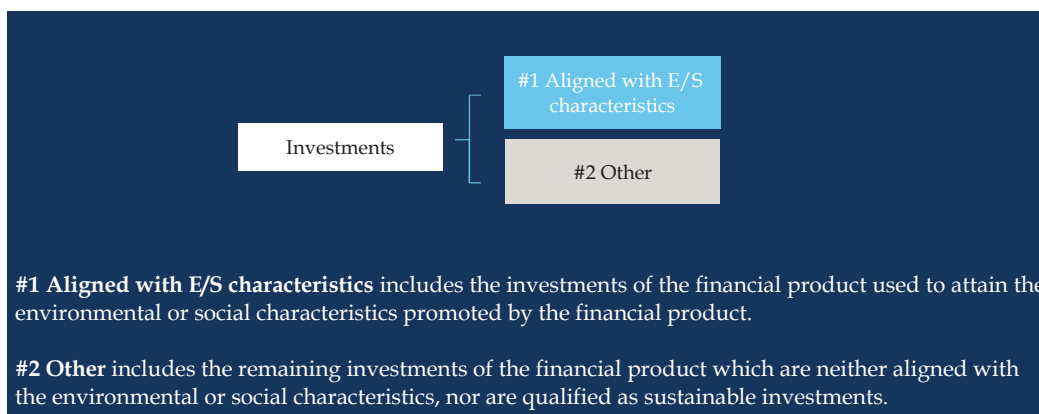 #1 Aligned with E/S
characteristics
Investments
#2 Other
#1 Aligned with E/S characteristics includes the investments of the financial product used to attain the
environmental or social characteristics promoted by the financial product.
#2 Other includes the remaining investments of the financial product which are neither aligned with
the environmental or social characteristics, nor are qualified as sustainable investments.